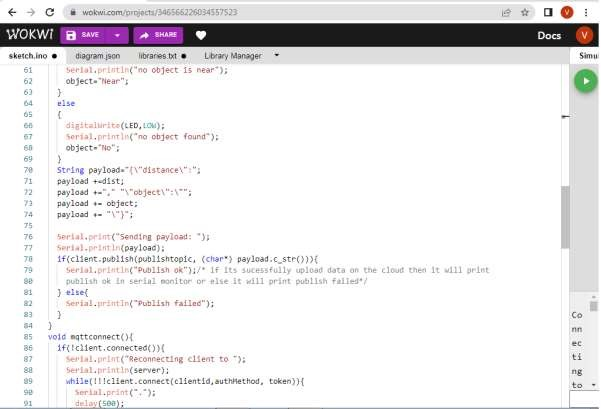 wokwi.com/projects/346566226034557523
V
WOKWI
SAVE
SHARE
Docs
V
sketch.ino
diagram.json
libraries.txt
Library Manager
Simu
61 Serial.println("no object is near");
62 object="Near";
63 }
64 else
65 {
66 digitalWrite(LED,LOW);
67 Serial.println("no object found");
68 object="No";
69 }
70 String payload="{\"distance\":";
71 payload +=dist;
72 payload +="," "\"object\":\"";
73 payload += object;
74 payload += "\"}";
75
76 Serial.print("Sending payload: ");
77 Serial.println(payload);
78 if(client.publish(publishtopic, (char*) payload.c_str())){
79 Serial.println("Publish ok");/* if its sucessfully upload data on the cloud then it will print
80 publish ok in serial monitor or else it will print publish failed*/
81 } else{
82 Serial.println("Publish failed");
83 }
84 }
85 void mqttconnect(){
86 if(!client.connected()){
87 Serial.print("Reconnecting client to ");
88 Serial.println(server);
89 while(!!!client.connect(clientid,authMethod, token)){
90 Serial.print(".");
91 delay(500);
Co
nn
ec
ti
ng
to